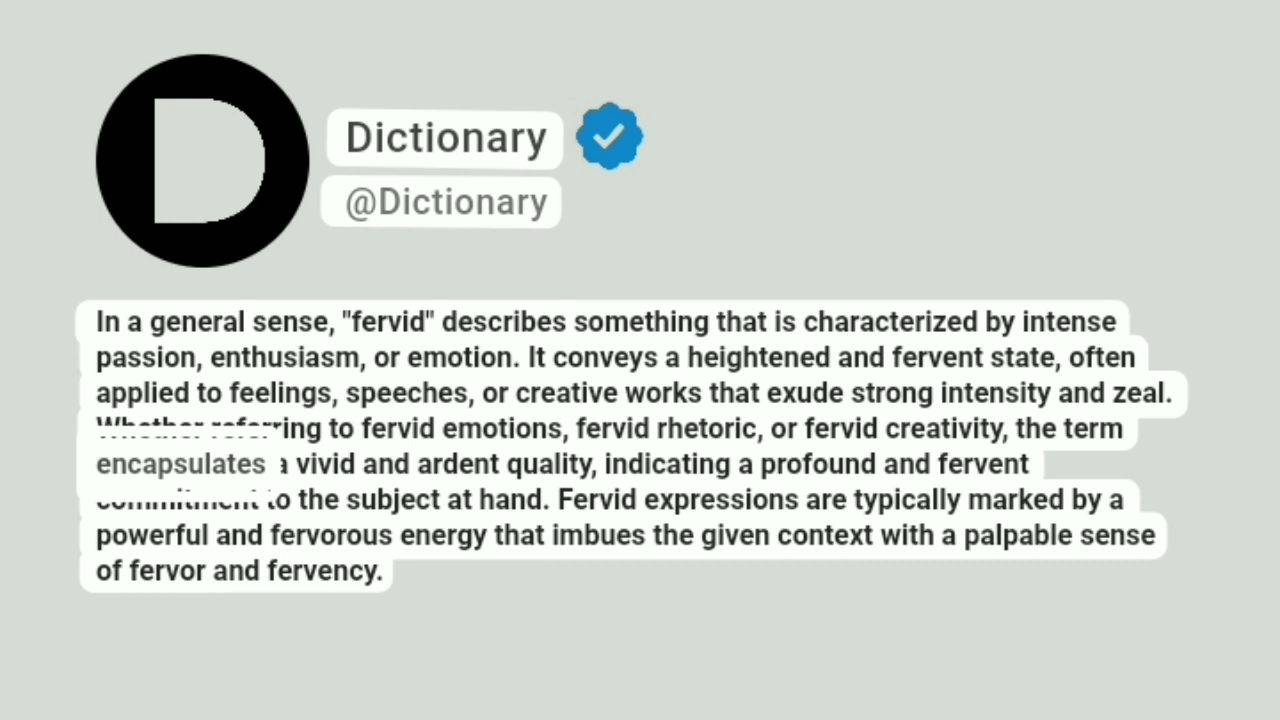 D
Dictionary
@Dictionary
In a general sense, "fervid" describes something that is characterized by intense
passion, enthusiasm, or emotion. It conveys a heightened and fervent state, often
applied to feelings, speeches, or creative works that exude strong intensity and zeal.
Whether referring to fervid emotions, fervid rhetoric, or fervid creativity, the term
encapsulates a vivid and ardent quality, indicating a profound and fervent
commitment to the subject at hand. Fervid expressions are typically marked by a
powerful and fervorous energy that imbues the given context with a palpable sense
of fervor and fervency.